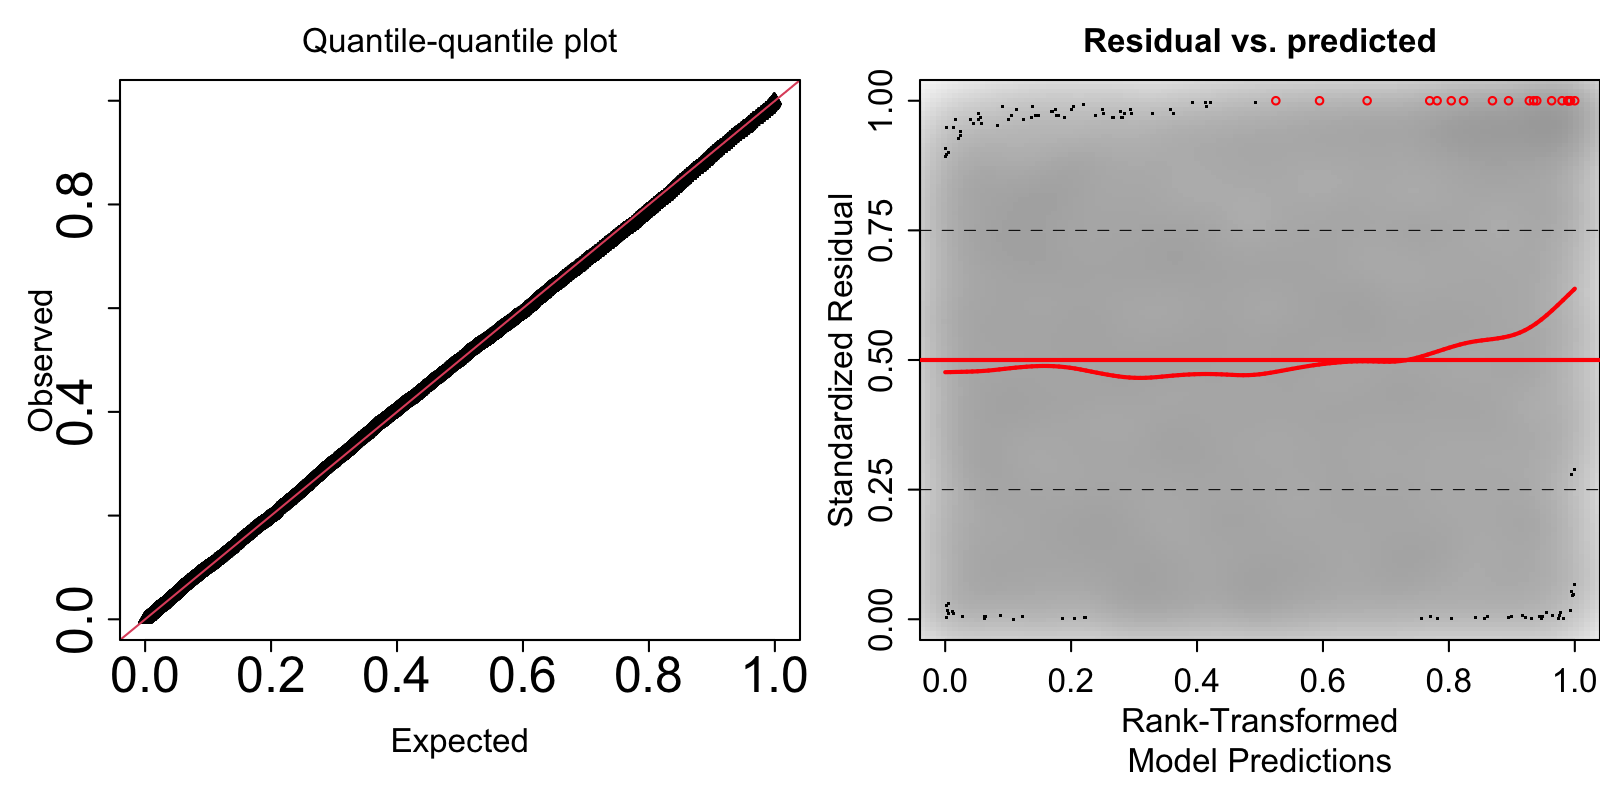 Quantile-quantile plot
Observed
0.8
0.4
0.0
0.0 0.2 0.4 0.6 0.8 1.0
Expected
Residual vs. predicted
Standardized Residual
1.00
0.75
0.50
0.25
0.00
0.0 0.2 0.4 0.6 0.8 1.0
Rank-Transformed
Model Predictions